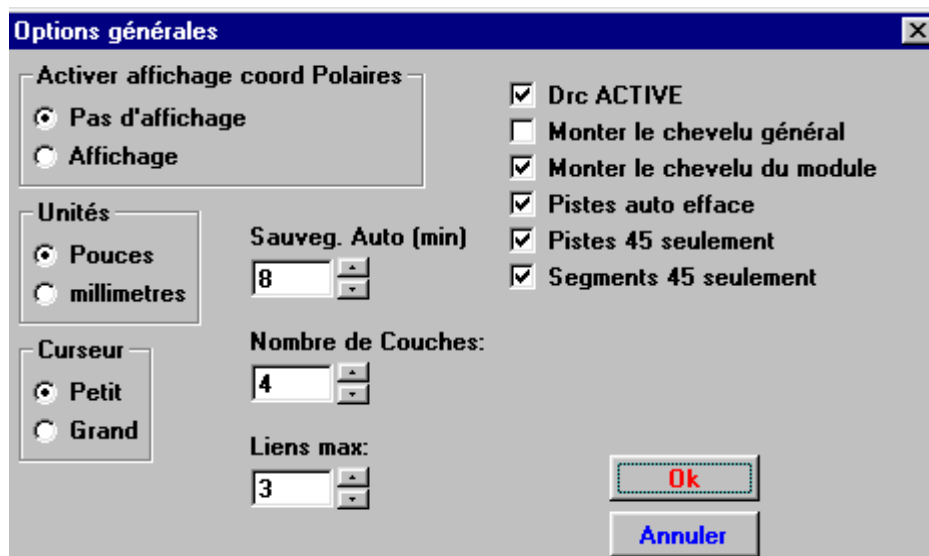 Options générales
Activer affichage coord Polaires
Pas d'affichage
Affichage
Unités
Pouces
millimetres
Curseur
Petit
Grand
Sauveg. Auto (min)
8
Nombre de Couches:
4
Liens max:
3
Drc ACTIVE
Monter le chevelu général
Monter le chevelu du module
Pistes auto efface
Pistes 45 seulement
Segments 45 seulement
Ok
Annuler